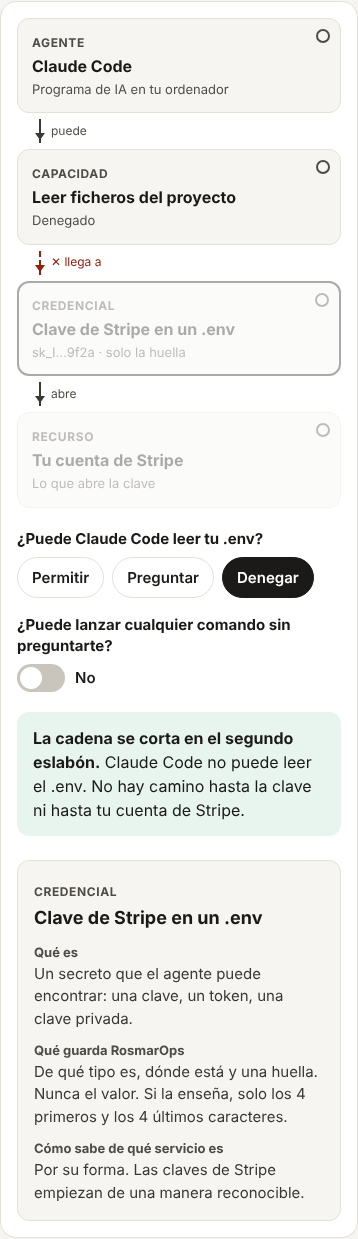 AGENTE
Claude Code
Programa de IA en tu ordenador
puede
CAPACIDAD
Leer ficheros del proyecto
Denegado
× llega a
CREDENCIAL
Clave de Stripe en un .env
sk_l...9f2a · solo la huella
abre
RECURSO
Tu cuenta de Stripe
Lo que abre la clave
¿Puede Claude Code leer tu .env?
Permitir Preguntar Denegar
¿Puede lanzar cualquier comando sin
preguntarte?
No
La cadena se corta en el segundo
eslabón. Claude Code no puede leer
el .env. No hay camino hasta la clave
ni hasta tu cuenta de Stripe.
CREDENCIAL
Clave de Stripe en un .env
Qué es
Un secreto que el agente puede
encontrar: una clave, un token, una
clave privada.
Qué guarda RosmarOps
De qué tipo es, dónde está y una huella.
Nunca el valor. Si la enseña, solo los 4
primeros y los 4 últimos caracteres.
Cómo sabe de qué servicio es
Por su forma. Las claves de Stripe
empiezan de una manera reconocible.